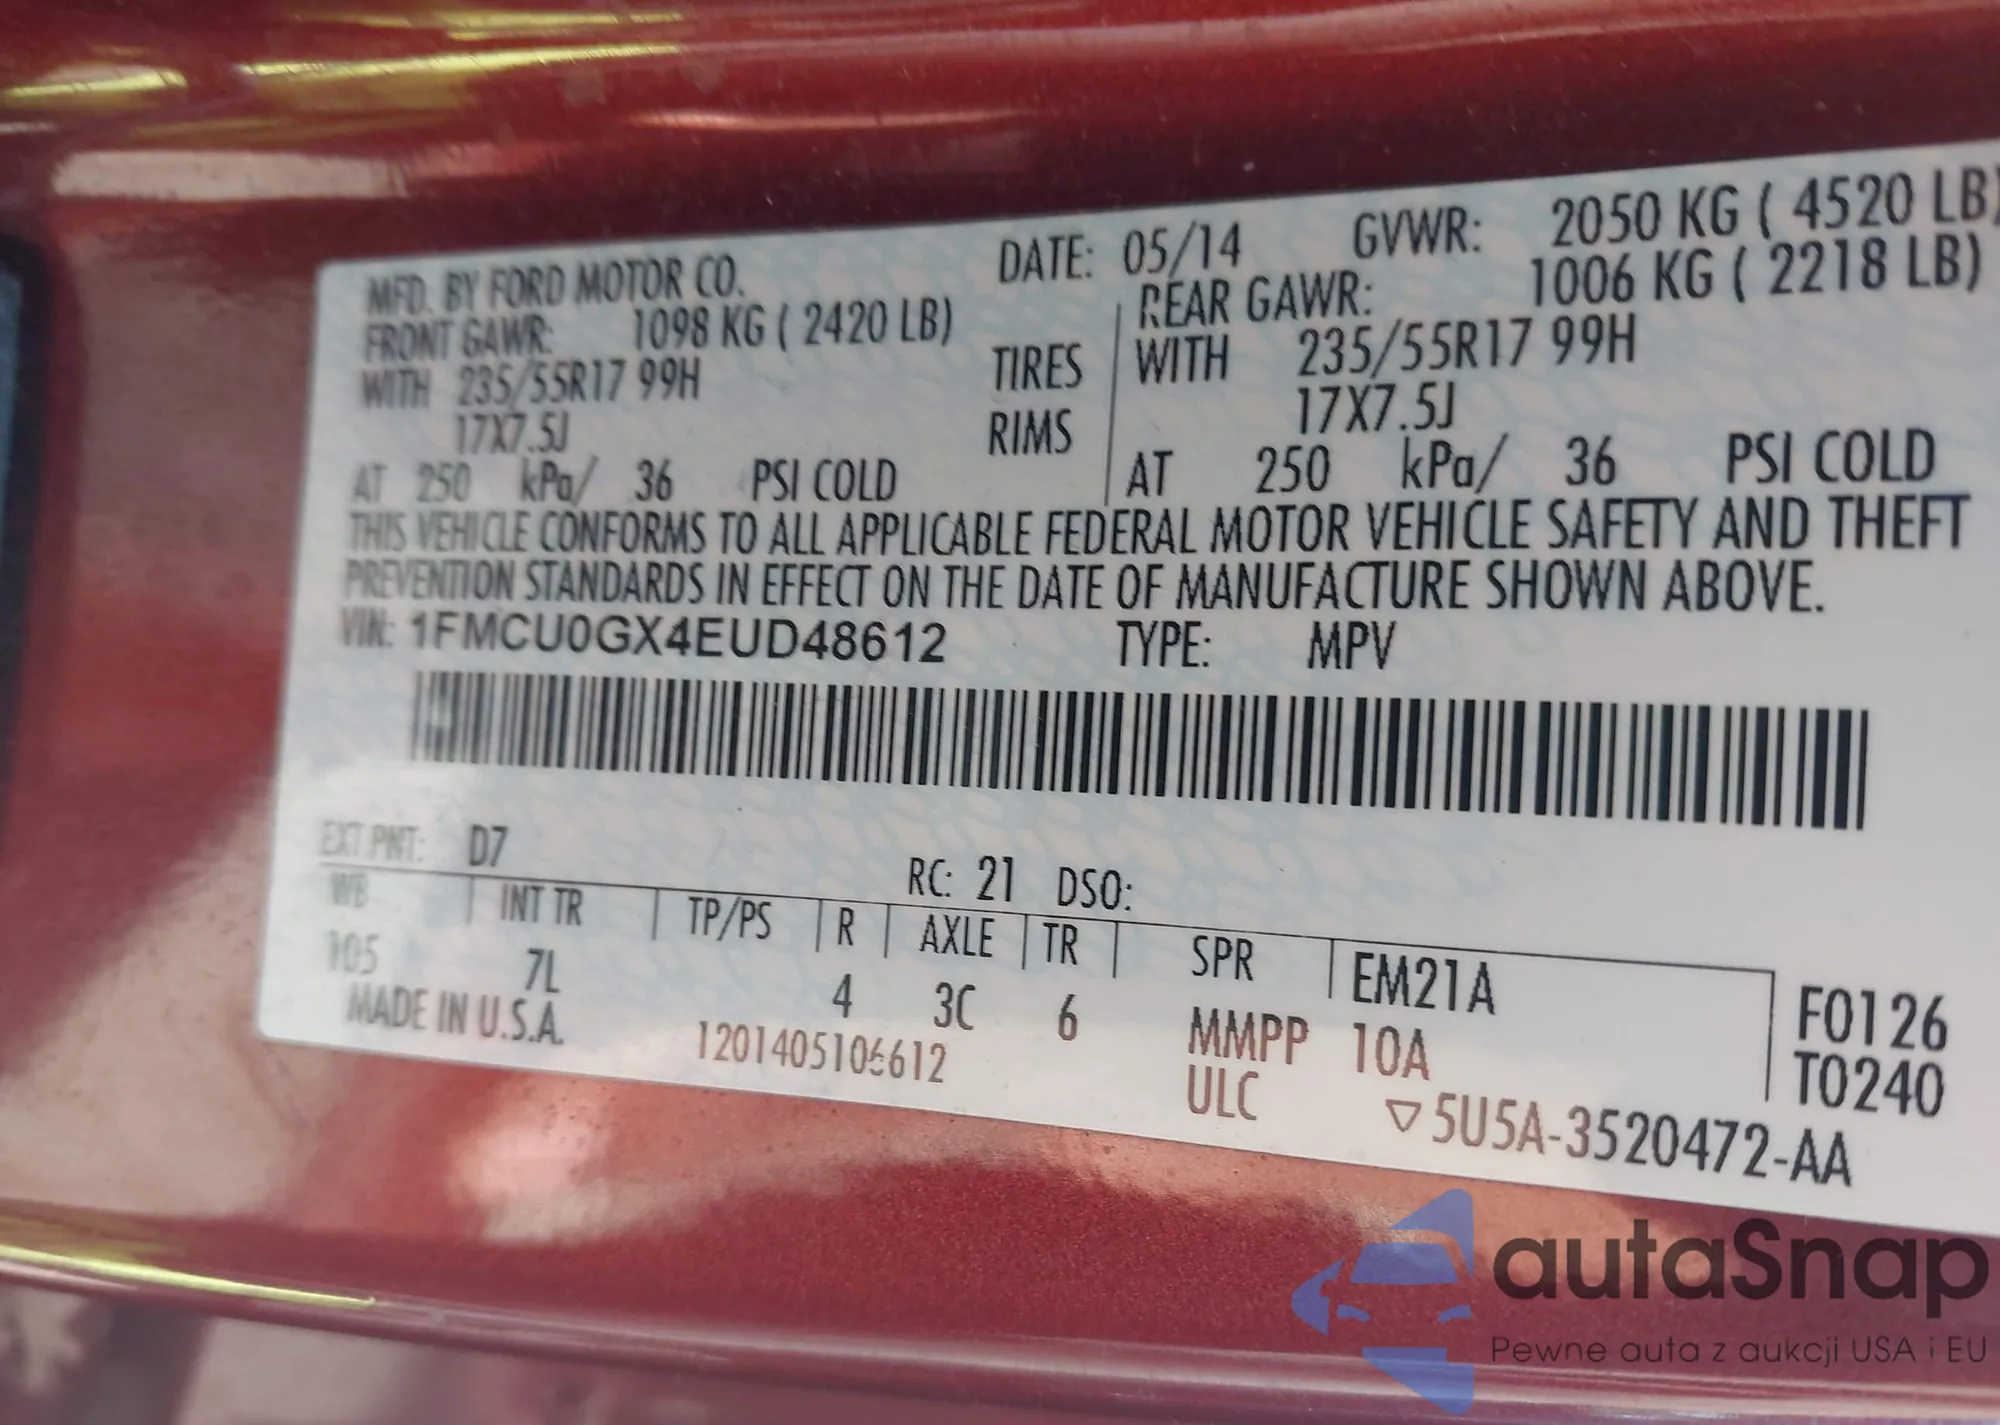 MFD. BY FORD MOTOR CO. DATE: 05/14 GVWR: 2050 KG ( 4520 LB)
FRONT GAWR: 1098 KG ( 2420 LB) REAR GAWR: 1006 KG ( 2218 LB)
WITH 235/55R17 99H TIRES WITH 235/55R17 99H
17X7.5J RIMS 17X7.5J
AT 250 kPa/ 36 PSI COLD AT 250 kPa/ 36 PSI COLD
THIS VEHICLE CONFORMS TO ALL APPLICABLE FEDERAL MOTOR VEHICLE SAFETY AND THEFT
PREVENTION STANDARDS IN EFFECT ON THE DATE OF MANUFACTURE SHOWN ABOVE.
VIN: 1FMCU0GX4EUD48612 TYPE: MPV
EXT PNT: D7 RC: 21 DSO:
WB INT TR TP/PS R AXLE TR SPR EM21A F0126
105 7L 4 3C 6 MMPP 10A T0240
MADE IN U.S.A. 1201405106612 ULC ▽5U5A-3520472-AA
autaSnap
Pewne auta z aukcji USA i EU